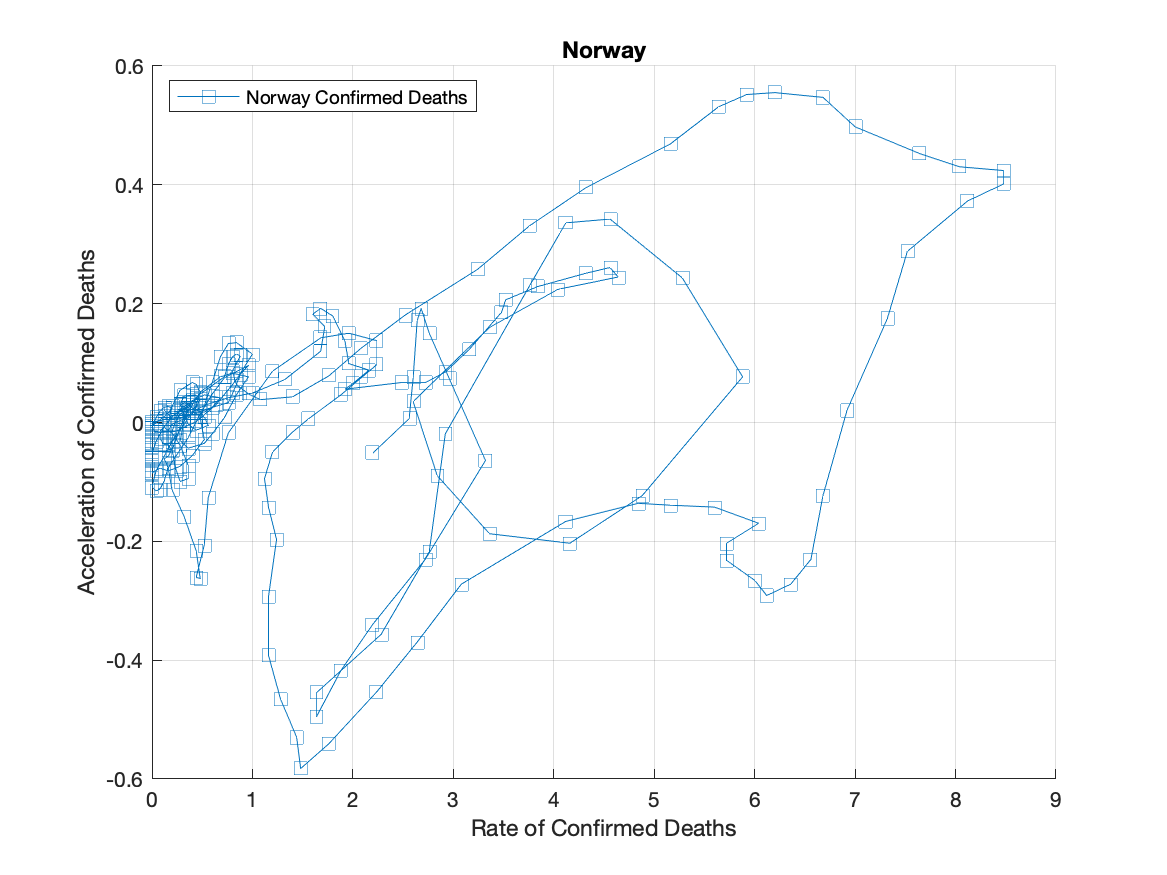 Norway
0.6
Norway Confirmed Deaths
0.4
0.2
0
-0.2
-0.4
-0.6
Acceleration of Confirmed Deaths
0 1 2 3 4 5 6 7 8 9
Rate of Confirmed Deaths